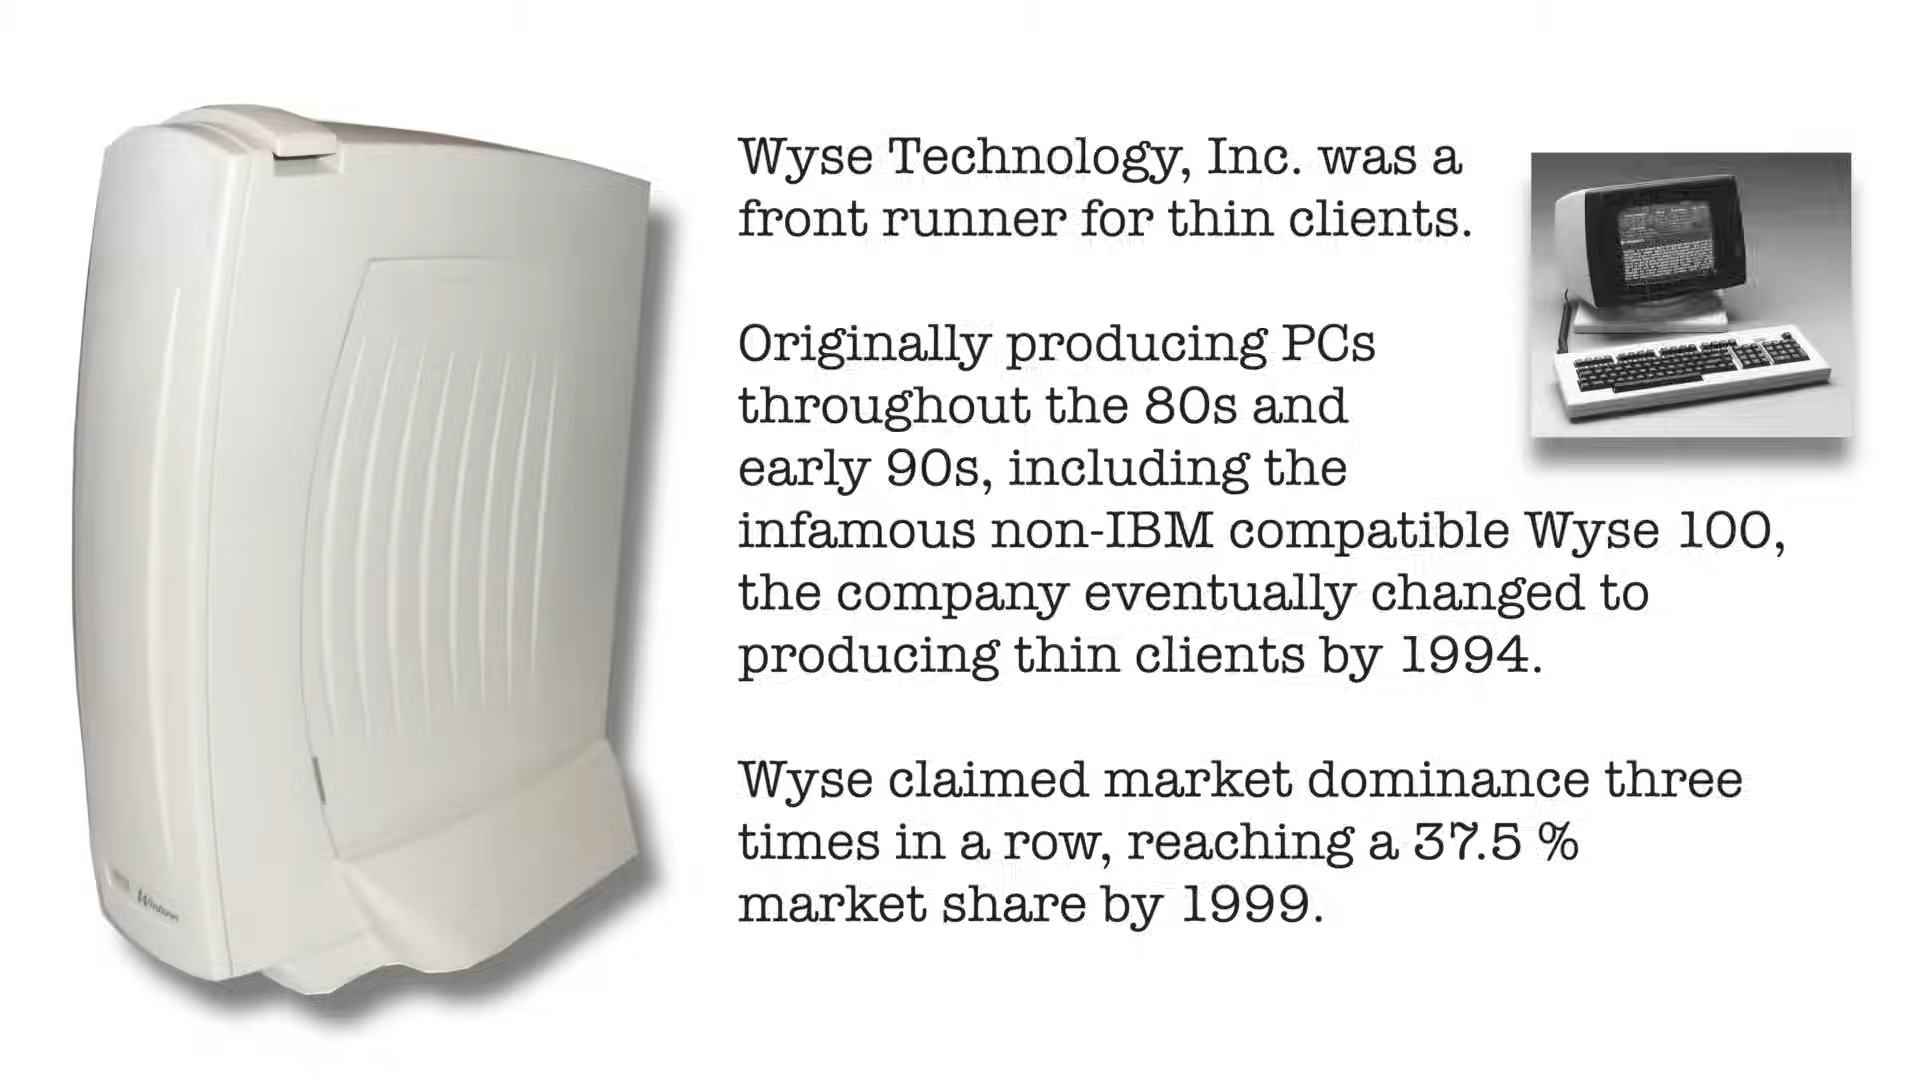 Wyse Technology, Inc. was a
front runner for thin clients.
Originally producing PCs
throughout the 80s and
early 90s, including the
infamous non-IBM compatible Wyse 100,
the company eventually changed to
producing thin clients by 1994.
Wyse claimed market dominance three
times in a row, reaching a 37.5 %
market share by 1999.